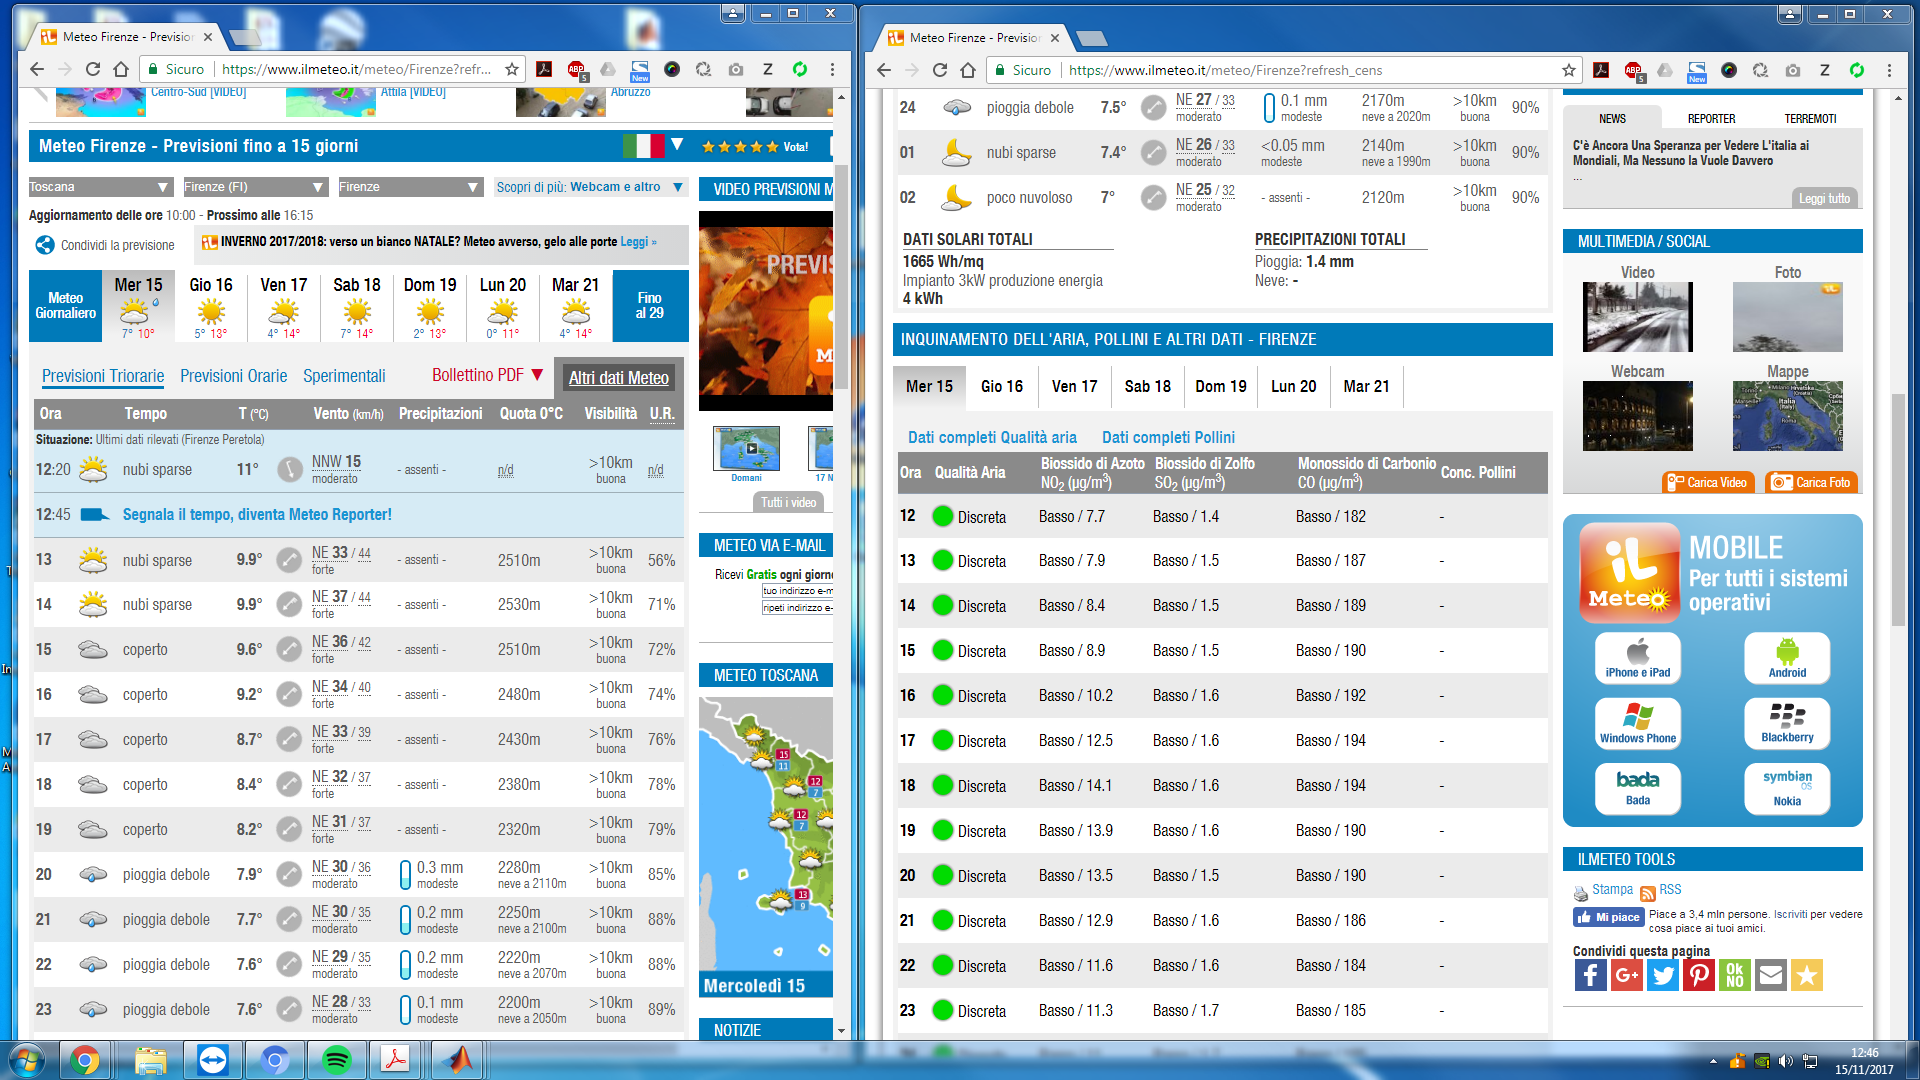 Meteo Firenze - Previsio
Sicuro https://www.ilmeteo.it/meteo/Firenze?refr...
Centro-Sud [VIDEO] Attila [VIDEO] Abruzzo
Meteo Firenze - Previsioni fino a 15 giorni Vota!
Toscana Firenze (FI) Firenze Scopri di più: Webcam e altro
Aggiornamento delle ore 10:00 - Prossimo alle 16:15
Condividi la previsione
INVERNO 2017/2018: verso un bianco NATALE? Meteo avverso, gelo alle porte Leggi »
Meteo Giornaliero
Mer 15 7° 10°
Gio 16 5° 13°
Ven 17 4° 14°
Sab 18 7° 14°
Dom 19 2° 13°
Lun 20 0° 11°
Mar 21 4° 14°
Fino al 29
Previsioni Triorarie Previsioni Orarie Sperimentali Bollettino PDF Altri dati Meteo
Ora Tempo T (°C) Vento (km/h) Precipitazioni Quota 0°C Visibilità U.R.
Situazione: Ultimi dati rilevati (Firenze Peretola)
12:20 nubi sparse 11° NNW 15 moderato - assenti - n/d >10km buona n/d
12:45 Segnala il tempo, diventa Meteo Reporter!
13 nubi sparse 9.9° NE 33 / 44 forte - assenti - 2510m >10km buona 56%
14 nubi sparse 9.9° NE 37 / 44 forte - assenti - 2530m >10km buona 71%
15 coperto 9.6° NE 36 / 42 forte - assenti - 2510m >10km buona 72%
16 coperto 9.2° NE 34 / 40 forte - assenti - 2480m >10km buona 74%
17 coperto 8.7° NE 33 / 39 forte - assenti - 2430m >10km buona 76%
18 coperto 8.4° NE 32 / 37 forte - assenti - 2380m >10km buona 78%
19 coperto 8.2° NE 31 / 37 forte - assenti - 2320m >10km buona 79%
20 pioggia debole 7.9° NE 30 / 36 moderato 0.3 mm modeste 2280m neve a 2110m >10km buona 85%
21 pioggia debole 7.7° NE 30 / 35 moderato 0.2 mm modeste 2250m neve a 2100m >10km buona 88%
22 pioggia debole 7.6° NE 29 / 35 moderato 0.2 mm modeste 2220m neve a 2070m >10km buona 88%
23 pioggia debole 7.6° NE 28 / 33 moderato 0.1 mm modeste 2200m neve a 2050m >10km buona 89%
VIDEO PREVISIONI M
PREVIS
Domani 17 N
Tutti i video
METEO VIA E-MAIL
Ricevi Gratis ogni giorno
tuo indirizzo e-m
ripeti indirizzo e-
METEO TOSCANA
15 11
12 7
12 7
13 9
Mercoledì 15
NOTIZIE
Meteo Firenze - Previsio
Sicuro https://www.ilmeteo.it/meteo/Firenze?refresh_cens
24 pioggia debole 7.5° NE 27 / 33 moderato 0.1 mm modeste 2170m neve a 2020m >10km buona 90%
01 nubi sparse 7.4° NE 26 / 33 moderato <0.05 mm modeste 2140m neve a 1990m >10km buona 90%
02 poco nuvoloso 7° NE 25 / 32 moderato - assenti - 2120m >10km buona 90%
DATI SOLARI TOTALI
1665 Wh/mq
Impianto 3kW produzione energia
4 kWh
PRECIPITAZIONI TOTALI
Pioggia: 1.4 mm
Neve: -
INQUINAMENTO DELL'ARIA, POLLINI E ALTRI DATI - FIRENZE
Mer 15 Gio 16 Ven 17 Sab 18 Dom 19 Lun 20 Mar 21
Dati completi Qualità aria Dati completi Pollini
Ora Qualità Aria Biossido di Azoto NO2 (µg/m3) Biossido di Zolfo SO2 (µg/m3) Monossido di Carbonio CO (µg/m3) Conc. Pollini
12 Discreta Basso / 7.7 Basso / 1.4 Basso / 182 -
13 Discreta Basso / 7.9 Basso / 1.5 Basso / 187 -
14 Discreta Basso / 8.4 Basso / 1.5 Basso / 189 -
15 Discreta Basso / 8.9 Basso / 1.5 Basso / 190 -
16 Discreta Basso / 10.2 Basso / 1.6 Basso / 192 -
17 Discreta Basso / 12.5 Basso / 1.6 Basso / 194 -
18 Discreta Basso / 14.1 Basso / 1.6 Basso / 194 -
19 Discreta Basso / 13.9 Basso / 1.6 Basso / 190 -
20 Discreta Basso / 13.5 Basso / 1.5 Basso / 190 -
21 Discreta Basso / 12.9 Basso / 1.6 Basso / 186 -
22 Discreta Basso / 11.6 Basso / 1.6 Basso / 184 -
23 Discreta Basso / 11.3 Basso / 1.7 Basso / 185 -
NEWS REPORTER TERREMOTI
C'è Ancora Una Speranza per Vedere L'italia ai
Mondiali, Ma Nessuno la Vuole Davvero
...
Leggi tutto
MULTIMEDIA / SOCIAL
Video Foto
Webcam Mappe
Carica Video Carica Foto
iL Meteo
MOBILE
Per tutti i sistemi
operativi
iPhone e iPad Android
Windows Phone Blackberry
bada Bada symbian OS Nokia
ILMETEO TOOLS
Stampa RSS
Mi piace Piace a 3,4 mln persone. Iscriviti per vedere
cosa piace ai tuoi amici.
Condividi questa pagina
OK NO
12:46
15/11/2017